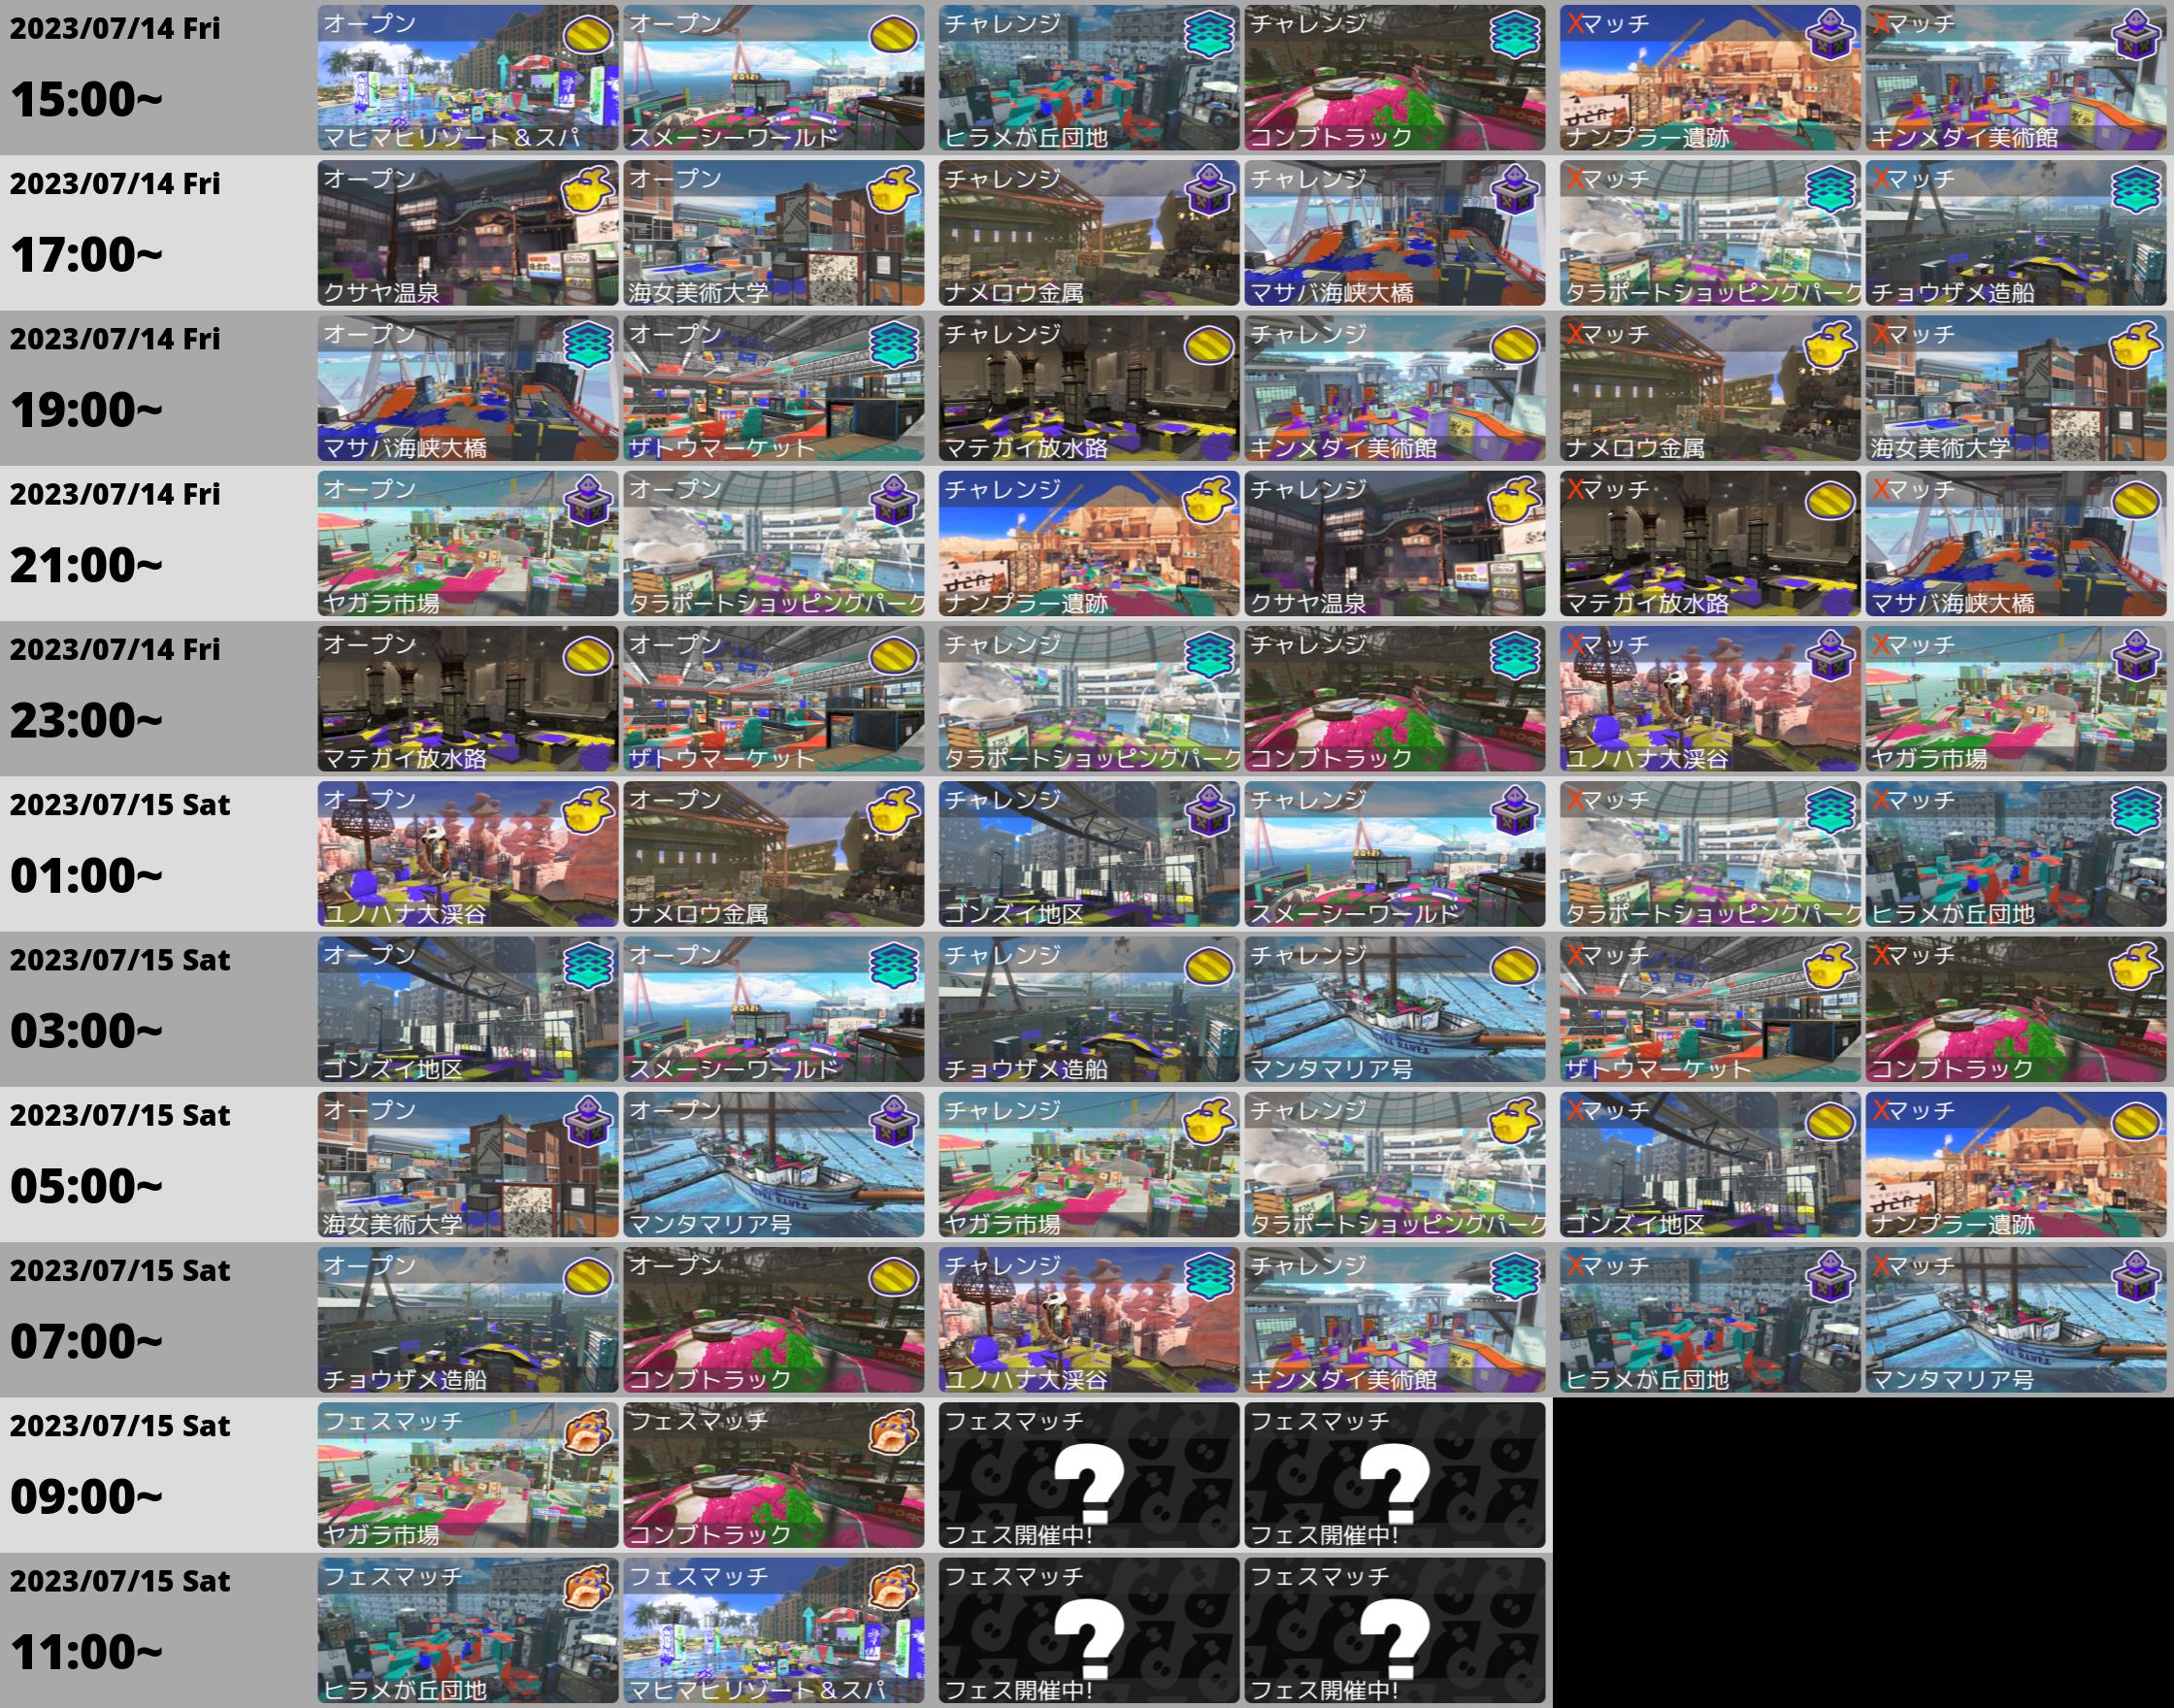 2023/07/14 Fri
15:00~
オープン オープン チャレンジ チャレンジ Xマッチ Xマッチ
マヒマヒリゾート＆スパ スメーシーワールド ヒラメが丘団地 コンブトラック ナンプラー遺跡 キンメダイ美術館
2023/07/14 Fri
17:00~
オープン オープン チャレンジ チャレンジ Xマッチ Xマッチ
クサヤ温泉 海女美術大学 ナメロウ金属 マサバ海峡大橋 タラポートショッピングパーク チョウザメ造船
2023/07/14 Fri
19:00~
オープン オープン チャレンジ チャレンジ Xマッチ Xマッチ
マサバ海峡大橋 ザトウマーケット マテガイ放水路 キンメダイ美術館 ナメロウ金属 海女美術大学
2023/07/14 Fri
21:00~
オープン オープン チャレンジ チャレンジ Xマッチ Xマッチ
ヤガラ市場 タラポートショッピングパーク ナンプラー遺跡 クサヤ温泉 マテガイ放水路 マサバ海峡大橋
2023/07/14 Fri
23:00~
オープン オープン チャレンジ チャレンジ Xマッチ Xマッチ
マテガイ放水路 ザトウマーケット タラポートショッピングパーク コンブトラック ユノハナ大渓谷 ヤガラ市場
2023/07/15 Sat
01:00~
オープン オープン チャレンジ チャレンジ Xマッチ Xマッチ
ユノハナ大渓谷 ナメロウ金属 ゴンズイ地区 スメーシーワールド タラポートショッピングパーク ヒラメが丘団地
2023/07/15 Sat
03:00~
オープン オープン チャレンジ チャレンジ Xマッチ Xマッチ
ゴンズイ地区 スメーシーワールド チョウザメ造船 マンタマリア号 ザトウマーケット コンブトラック
2023/07/15 Sat
05:00~
オープン オープン チャレンジ チャレンジ Xマッチ Xマッチ
海女美術大学 マンタマリア号 ヤガラ市場 タラポートショッピングパーク ゴンズイ地区 ナンプラー遺跡
2023/07/15 Sat
07:00~
オープン オープン チャレンジ チャレンジ Xマッチ Xマッチ
チョウザメ造船 コンブトラック ユノハナ大渓谷 キンメダイ美術館 ヒラメが丘団地 マンタマリア号
2023/07/15 Sat
09:00~
フェスマッチ フェスマッチ フェスマッチ フェスマッチ
? ?
ヤガラ市場 コンブトラック フェス開催中! フェス開催中!
2023/07/15 Sat
11:00~
フェスマッチ フェスマッチ フェスマッチ フェスマッチ
? ?
ヒラメが丘団地 マヒマヒリゾート＆スパ フェス開催中! フェス開催中!